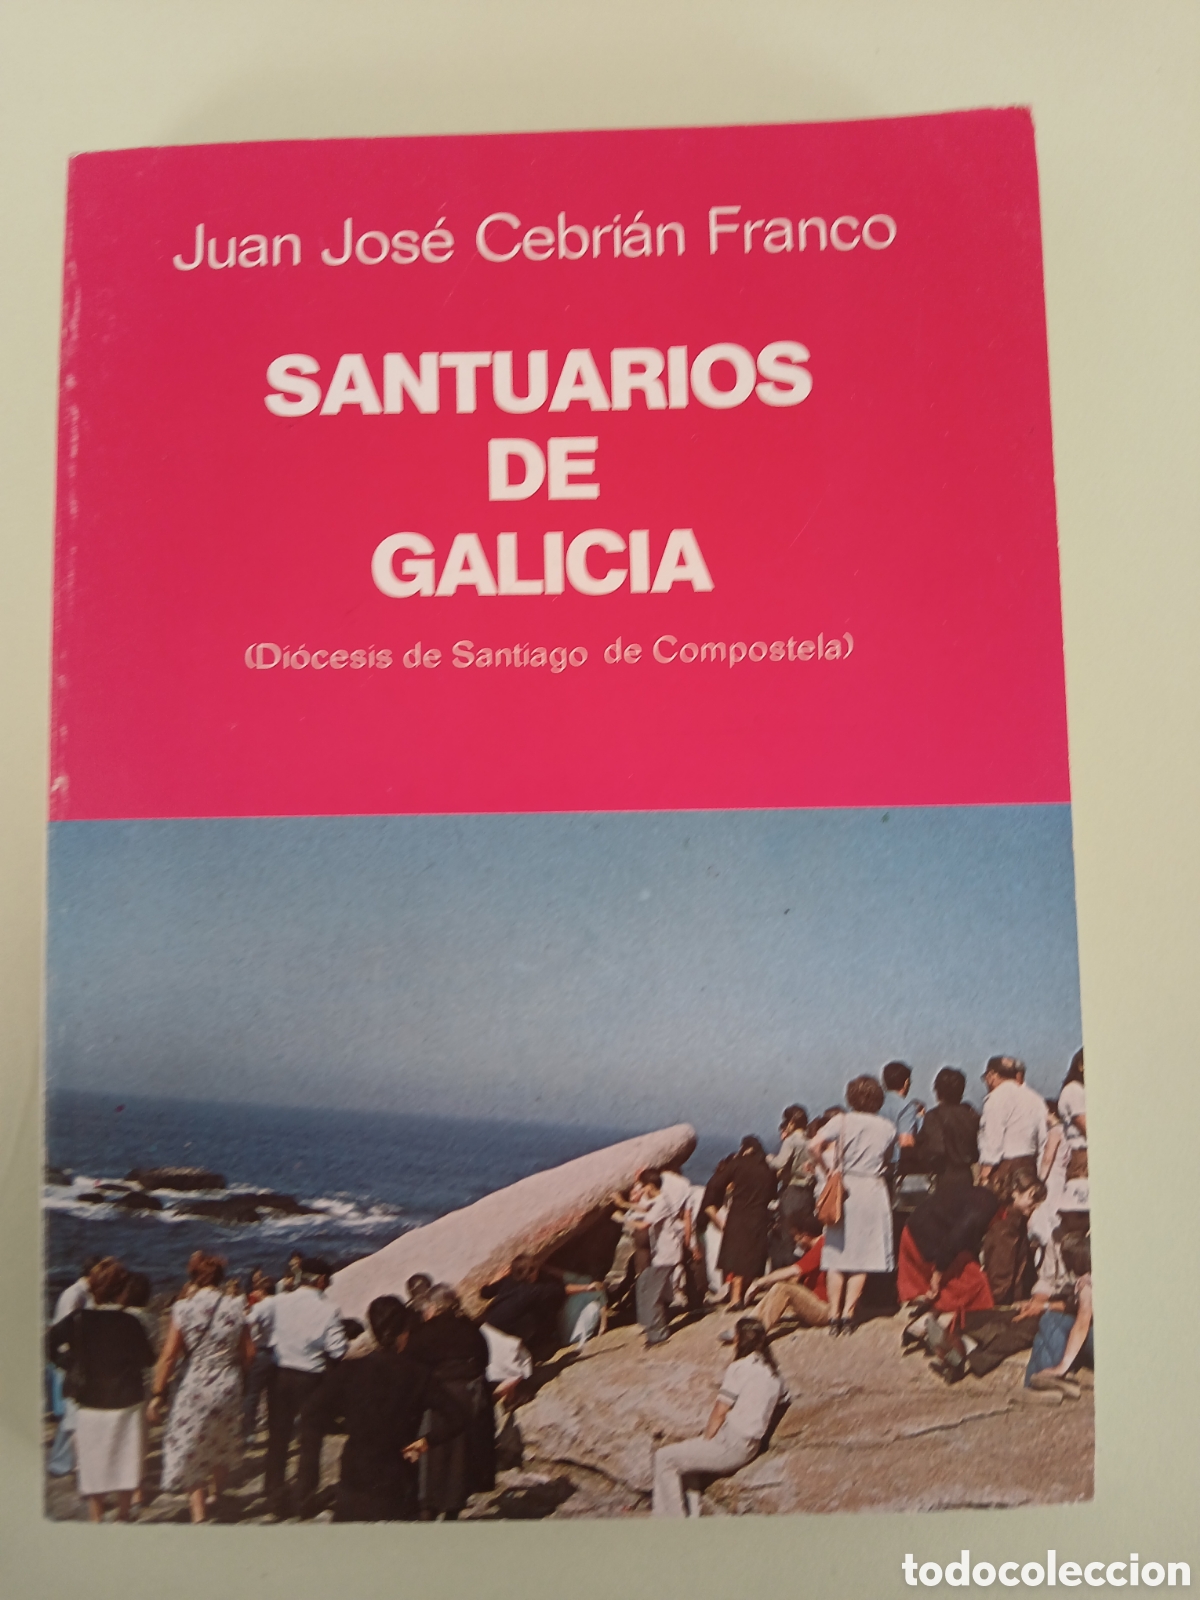 Juan José Cebrián Franco
SANTUARIOS
DE
GALICIA
(Diócesis de Santiago de Compostela)
todocoleccion